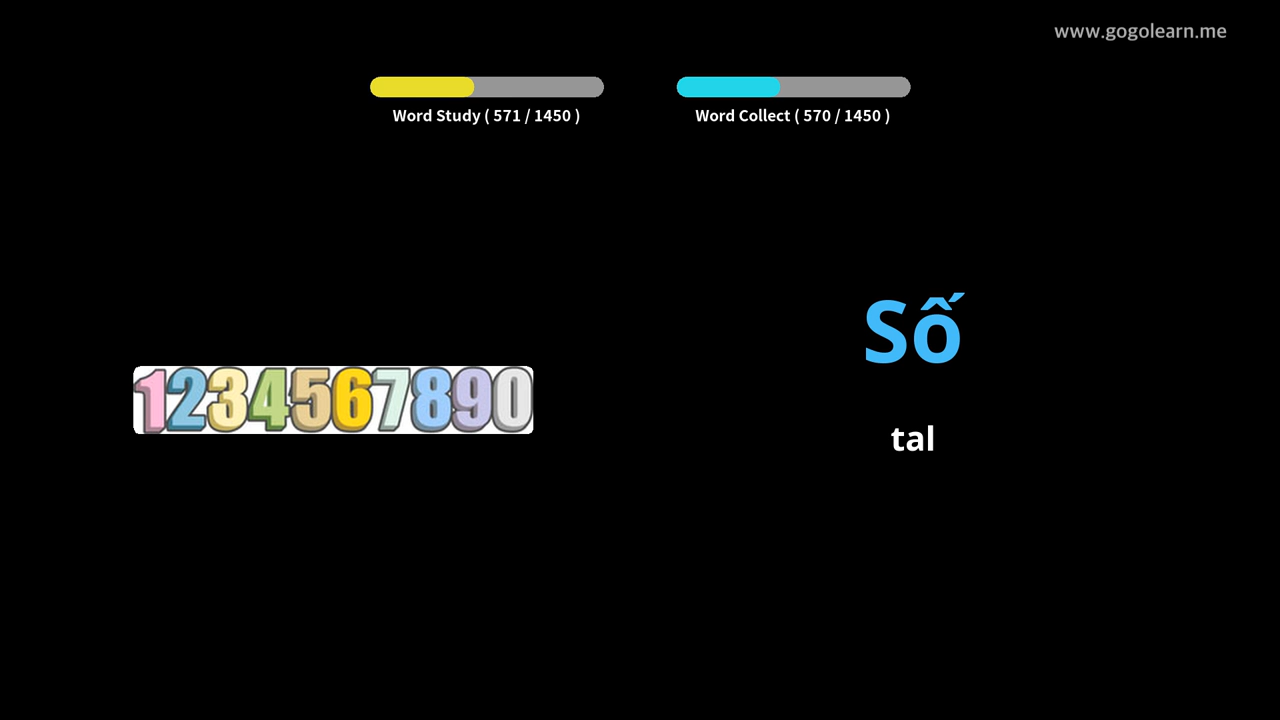 www.gogolearn.me
Word Study ( 571 / 1450 )
Word Collect ( 570 / 1450 )
Số
1234567890
tal